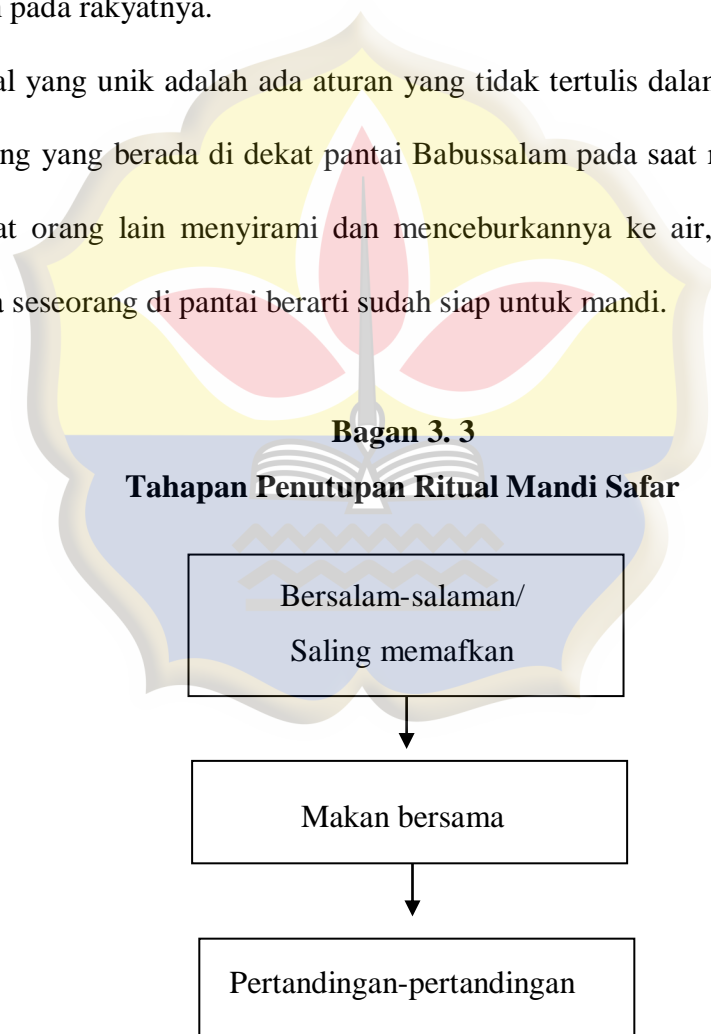 pada rakyatnya.
yang unik adalah ada aturan yang tidak tertulis dalam
yang berada di dekat pantai Babussalam pada saat
orang lain menyirami dan menceburkannya ke air,
seseorang di pantai berarti sudah siap untuk mandi.
Bagan 3. 3
Tahapan Penutupan Ritual Mandi Safar
Bersalam-salaman/
Saling memafkan
Makan bersama
Pertandingan-pertandingan